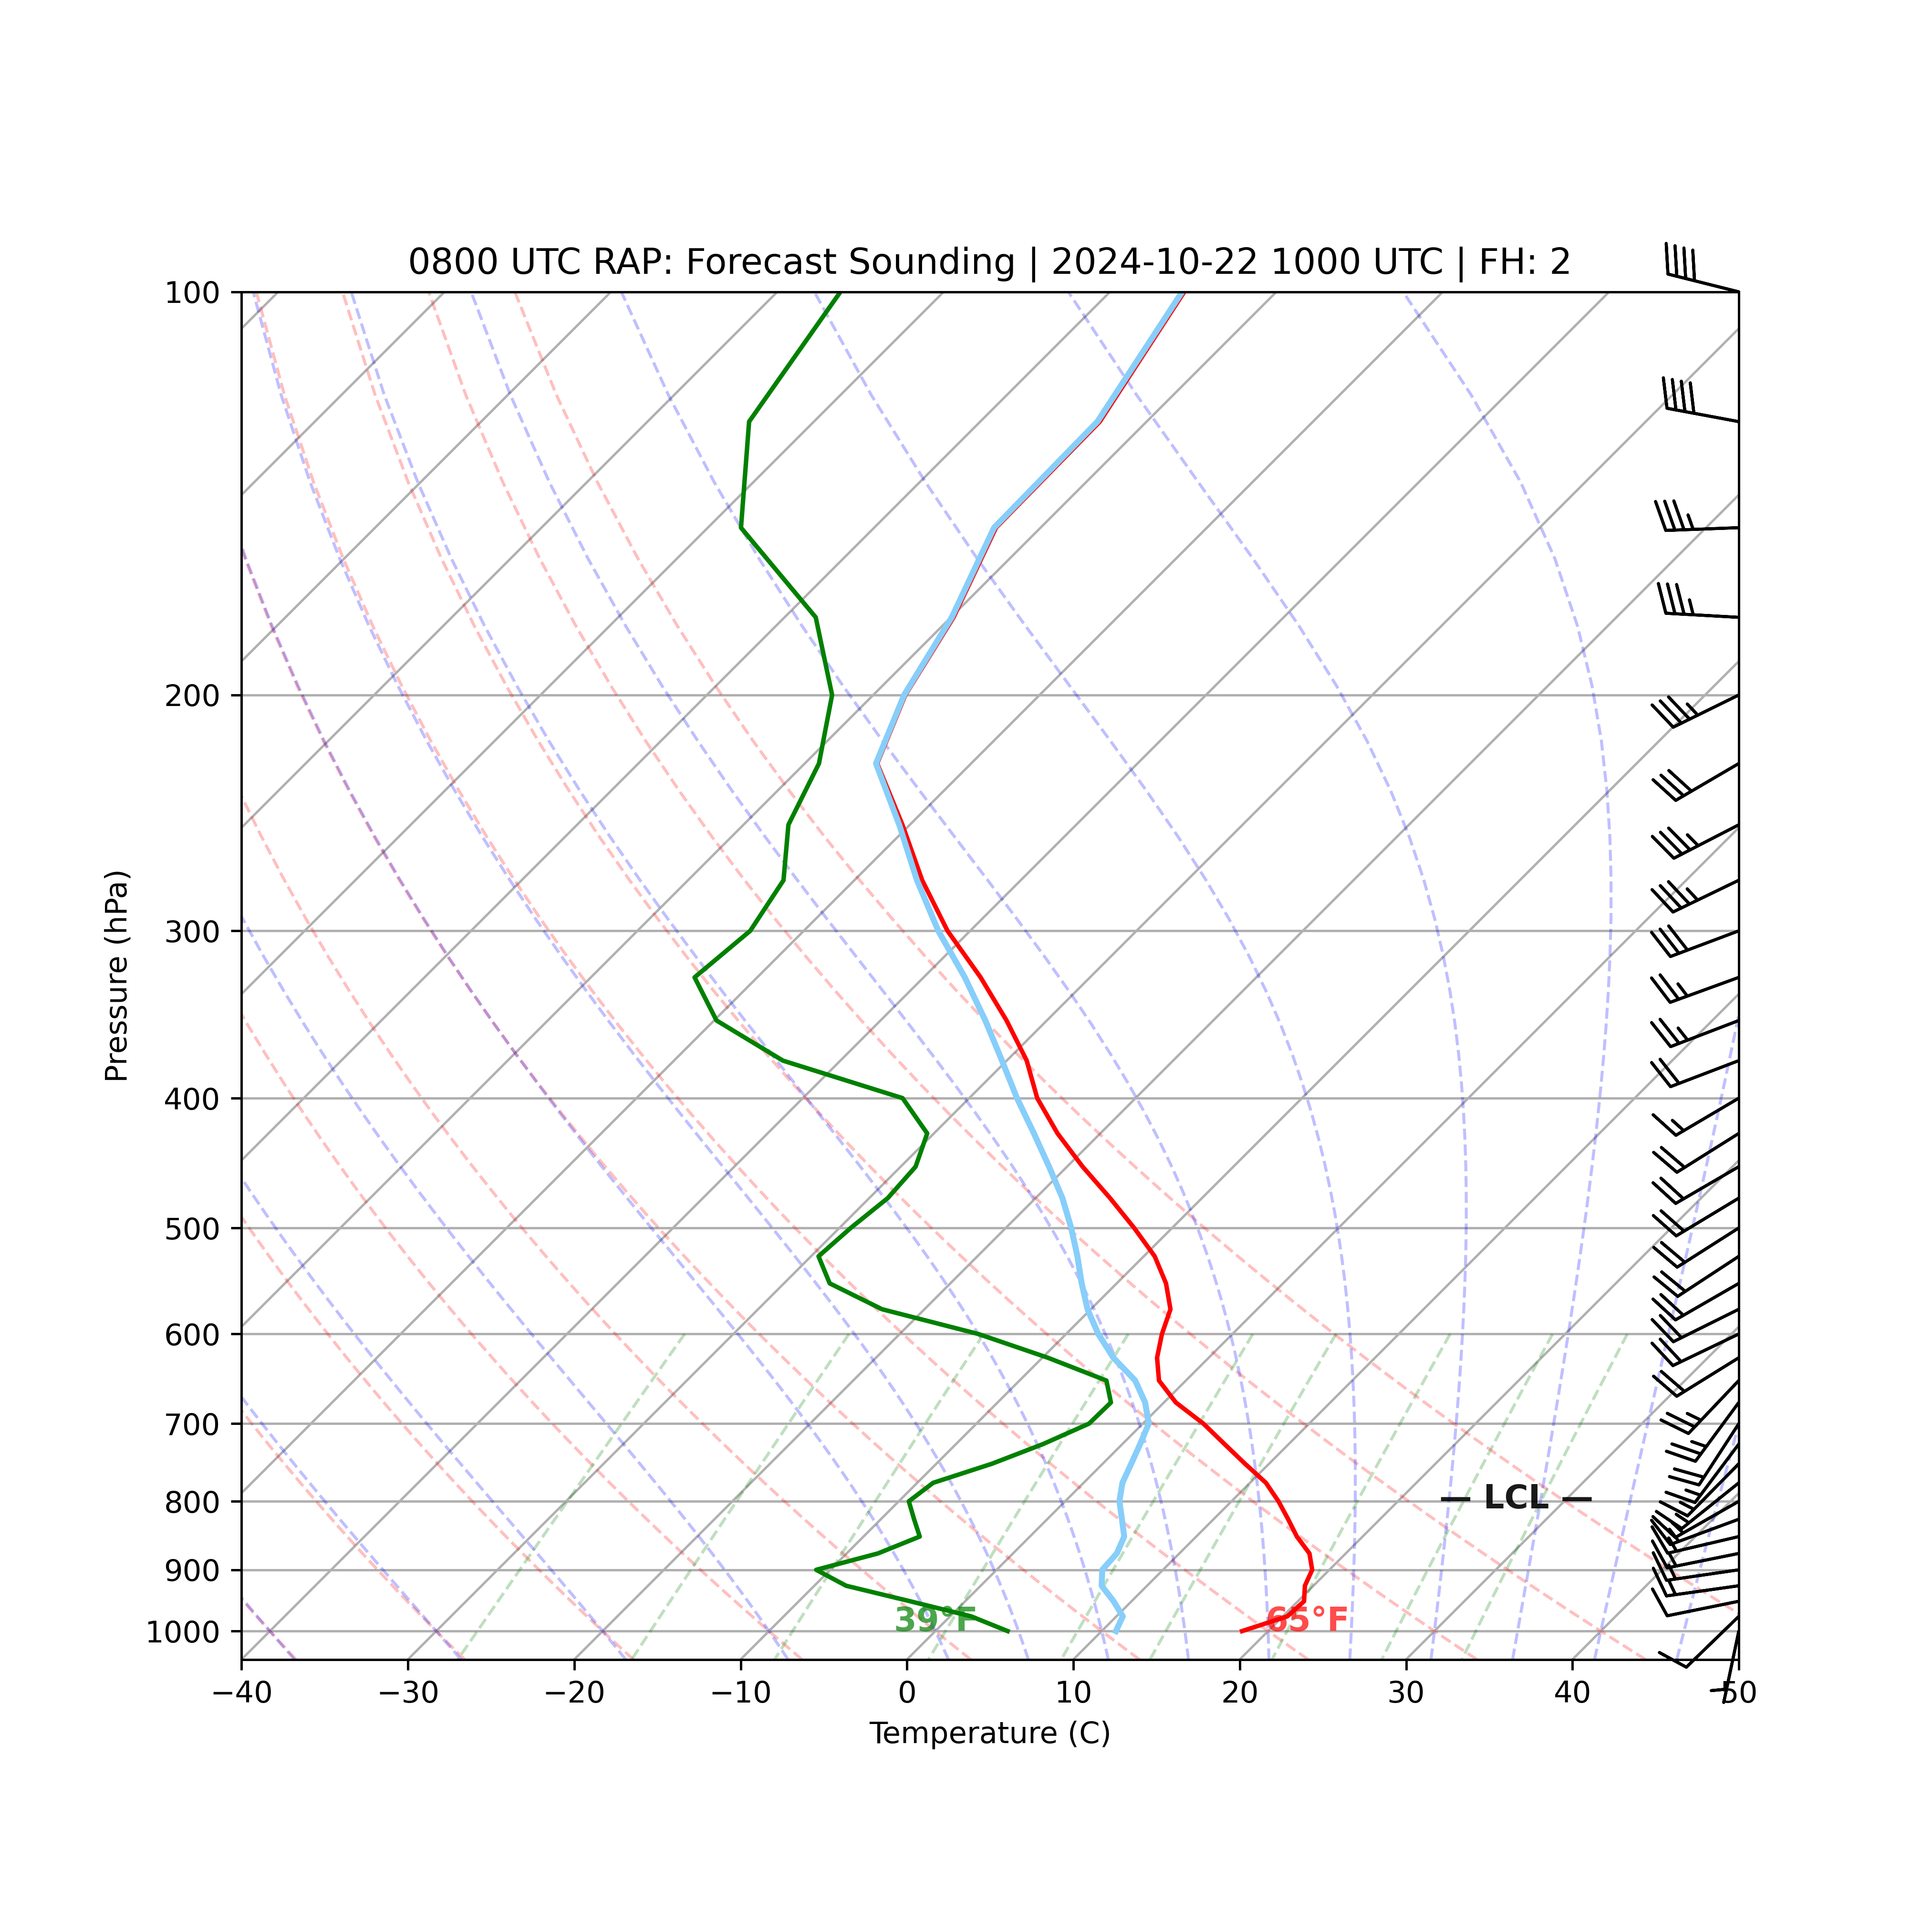 0800 UTC RAP: Forecast Sounding | 2024-10-22 1000 UTC | FH: 2
100
200
300
400
500
600
700
800
900
1000
Pressure (hPa)
— LCL —
39°F
65°F
−40 −30 −20 −10 0 10 20 30 40 50
Temperature (C)